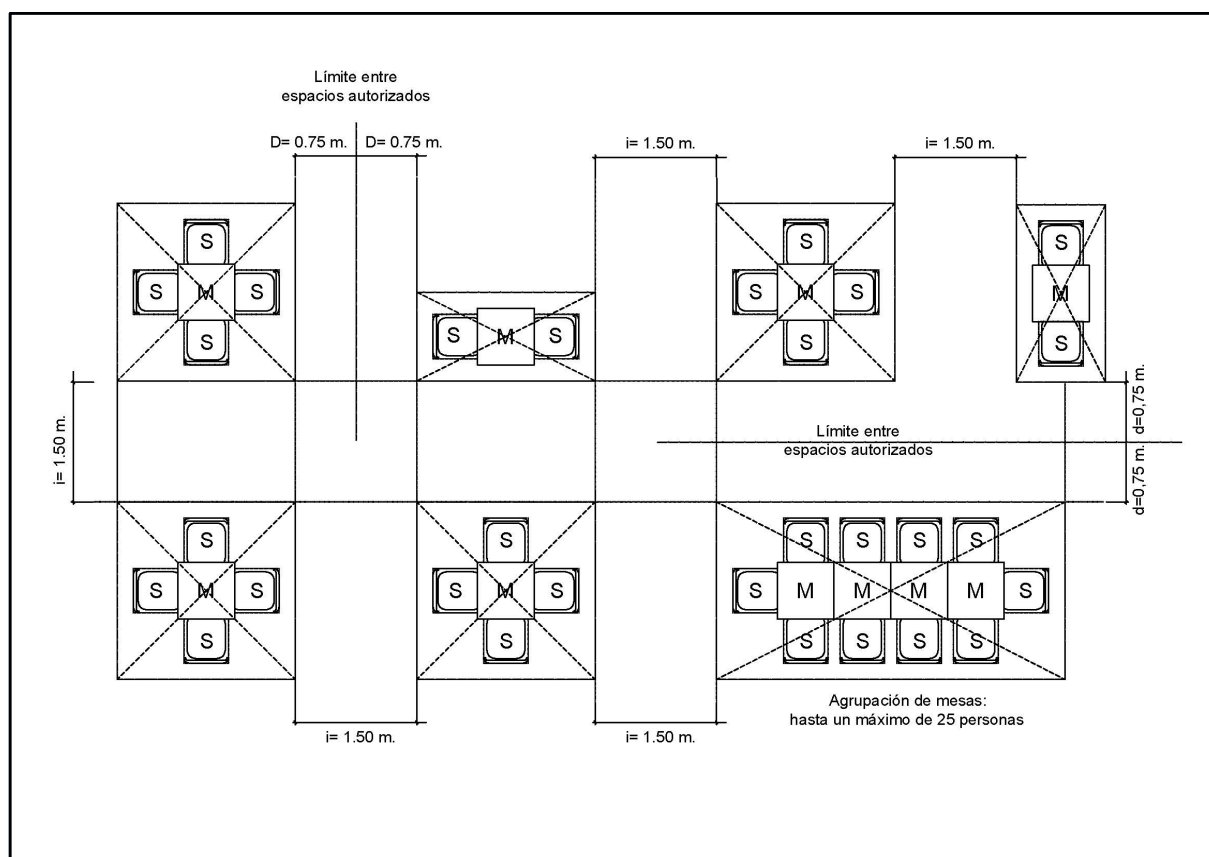 Límite entre
espacios autorizados
D= 0.75 m. D= 0.75 m.
i= 1.50 m.
i= 1.50 m.
S
S
S M S
S M S
M
S M S
S
S
S
i= 1.50 m.
d=0,75 m.
Límite entre
espacios autorizados
d=0,75 m.
S
S
S S S S
S M S
S M S
S M M M M S
S
S
S S S S
Agrupación de mesas:
hasta un máximo de 25 personas
i= 1.50 m.
i= 1.50 m.